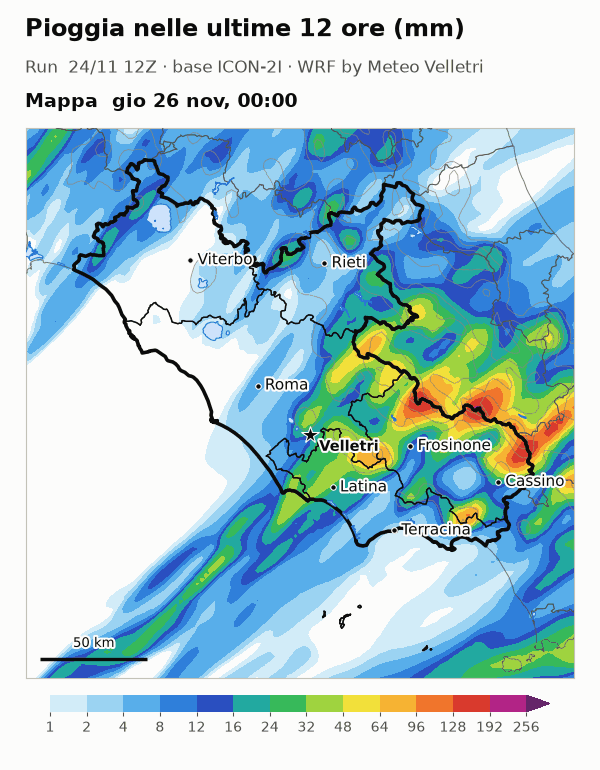 Pioggia nelle ultime 12 ore (mm)
Run  24/11 12Z · base ICON-2I · WRF by Meteo Velletri
Mappa  gio 26 nov, 00:00
Viterbo
Rieti
Roma
Velletri
Frosinone
Latina
Cassino
Terracina
50 km
1 2 4 8 12 16 24 32 48 64 96 128 192 256